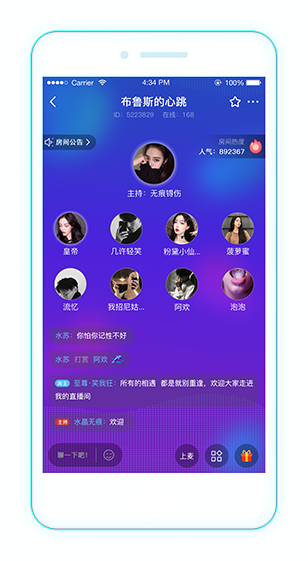 Carrier 4:34 PM 100%
布鲁斯的心跳
ID：5223829 在线：168
房间公告
房间热度
人气：892367
主持：无痕锝伤
皇帝 几许轻笑 粉黛小仙... 菠萝蜜
流忆 我招尼姑... 阿欢 泡泡
水苏：你怕你记性不好
水苏 打赏 阿欢
至尊·笑我狂：所有的相遇 都是就别重逢，欢迎大家走进
我的直播间
主持 水晶无痕：欢迎
聊一下吧！ 上麦